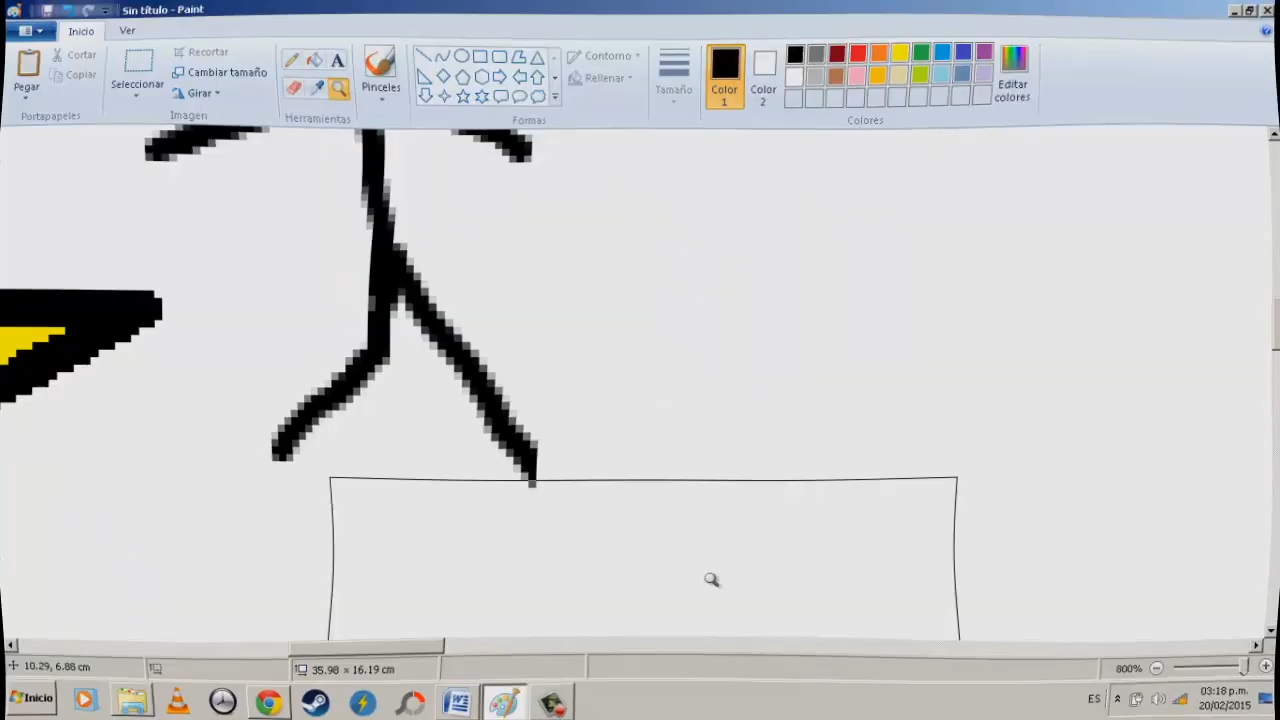 Sin título - Paint
Inicio
Ver
Pegar
Cortar
Copiar
Portapapeles
Seleccionar
Recortar
Cambiar tamaño
Girar
Imagen
A
Herramientas
Pinceles
Contorno
Rellenar
Formas
Tamaño
Color
1
Color
2
Editar
colores
Colores
10.29, 6.88 cm
35.98 × 16.19 cm
800%
Inicio
ES
03:18 p.m.
20/02/2015